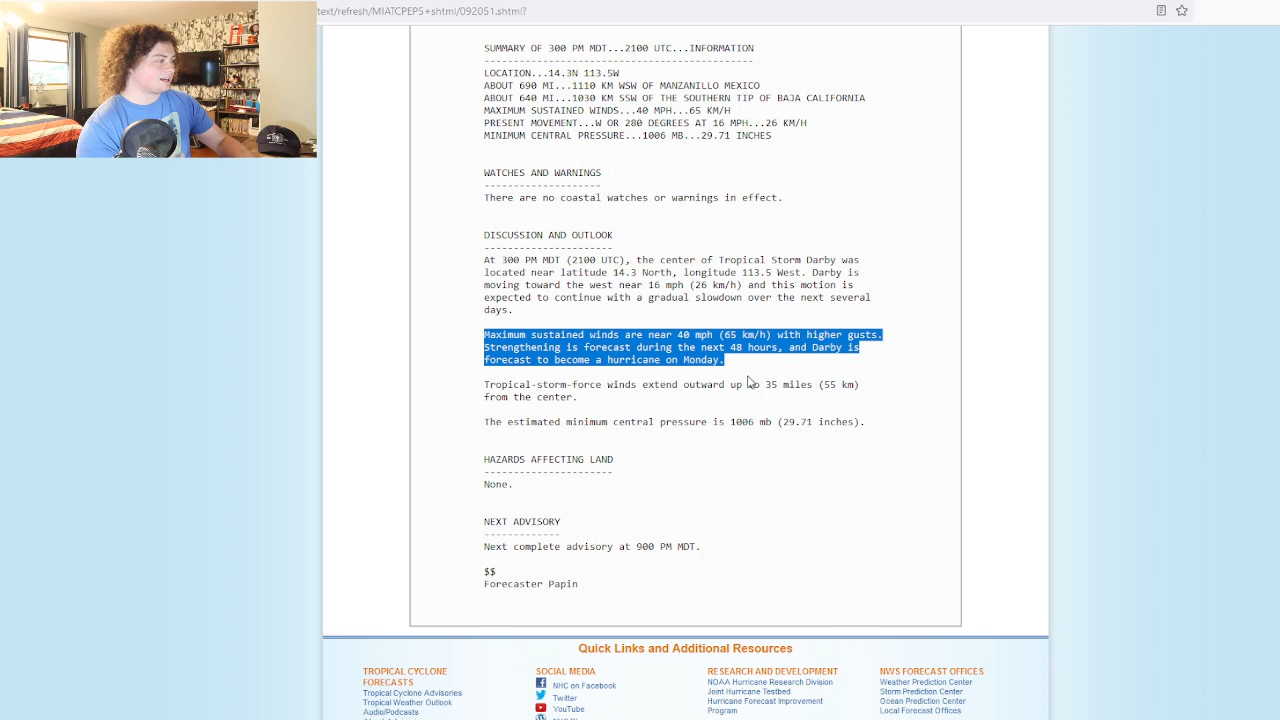 text/refresh/MIATCPEP5+shtml/092051.shtml?
SUMMARY OF 300 PM MDT...2100 UTC...INFORMATION
----------------------------------------------
LOCATION...14.3N 113.5W
ABOUT 690 MI...1110 KM WSW OF MANZANILLO MEXICO
ABOUT 640 MI...1030 KM SSW OF THE SOUTHERN TIP OF BAJA CALIFORNIA
MAXIMUM SUSTAINED WINDS...40 MPH...65 KM/H
PRESENT MOVEMENT...W OR 280 DEGREES AT 16 MPH...26 KM/H
MINIMUM CENTRAL PRESSURE...1006 MB...29.71 INCHES
WATCHES AND WARNINGS
--------------------
There are no coastal watches or warnings in effect.
DISCUSSION AND OUTLOOK
----------------------
At 300 PM MDT (2100 UTC), the center of Tropical Storm Darby was
located near latitude 14.3 North, longitude 113.5 West. Darby is
moving toward the west near 16 mph (26 km/h) and this motion is
expected to continue with a gradual slowdown over the next several
days.
Maximum sustained winds are near 40 mph (65 km/h) with higher gusts.
Strengthening is forecast during the next 48 hours, and Darby is
forecast to become a hurricane on Monday.
Tropical-storm-force winds extend outward up to 35 miles (55 km)
from the center.
The estimated minimum central pressure is 1006 mb (29.71 inches).
HAZARDS AFFECTING LAND
----------------------
None.
NEXT ADVISORY
-------------
Next complete advisory at 900 PM MDT.
$$
Forecaster Papin
Quick Links and Additional Resources
TROPICAL CYCLONE
FORECASTS
Tropical Cyclone Advisories
Tropical Weather Outlook
Audio/Podcasts
SOCIAL MEDIA
NHC on Facebook
Twitter
YouTube
RESEARCH AND DEVELOPMENT
NOAA Hurricane Research Division
Joint Hurricane Testbed
Hurricane Forecast Improvement
Program
NWS FORECAST OFFICES
Weather Prediction Center
Storm Prediction Center
Ocean Prediction Center
Local Forecast Offices